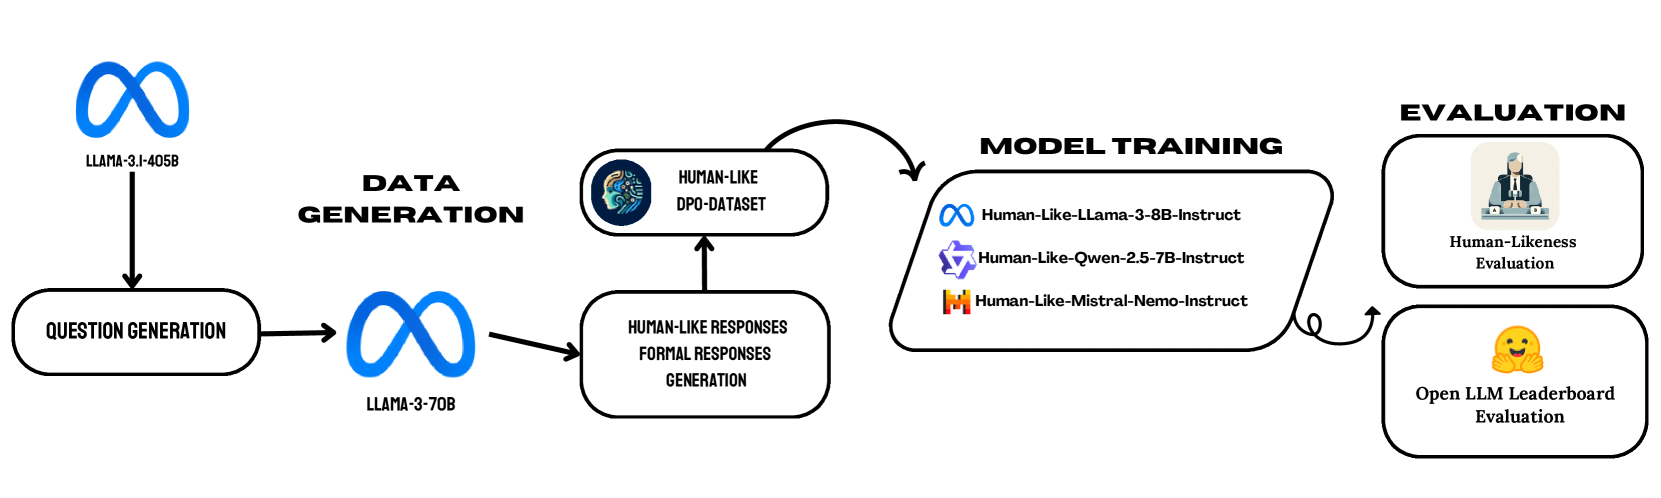 LLAMA-3.1-405B
QUESTION GENERATION
DATA
GENERATION
LLAMA-3-70B
HUMAN-LIKE RESPONSES
FORMAL RESPONSES
GENERATION
HUMAN-LIKE
DPO-DATASET
MODEL TRAINING
Human-Like-LLama-3-8B-Instruct
Human-Like-Qwen-2.5-7B-Instruct
Human-Like-Mistral-Nemo-Instruct
EVALUATION
A B
Human-Likeness
Evaluation
Open LLM Leaderboard
Evaluation